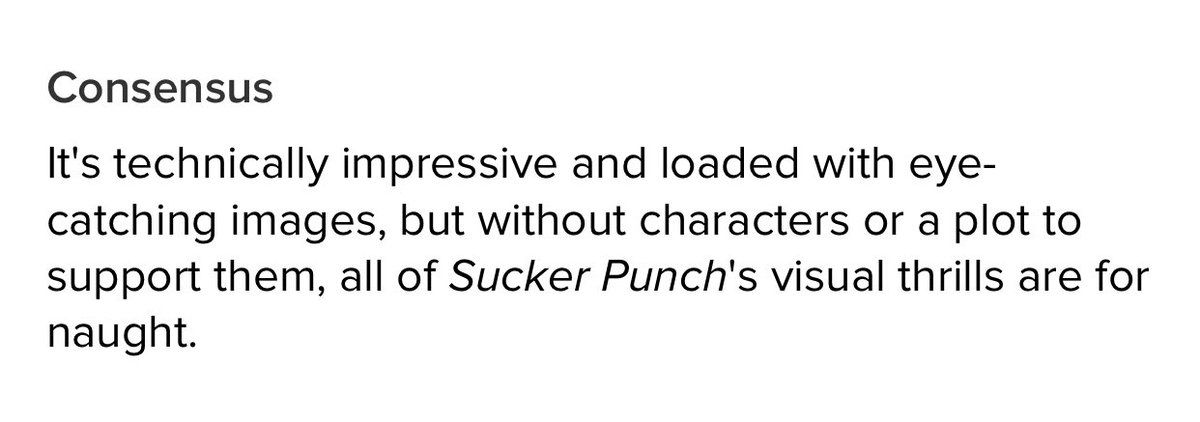 Consensus
It's technically impressive and loaded with eye-
catching images, but without characters or a plot to
support them, all of Sucker Punch's visual thrills are for
naught.